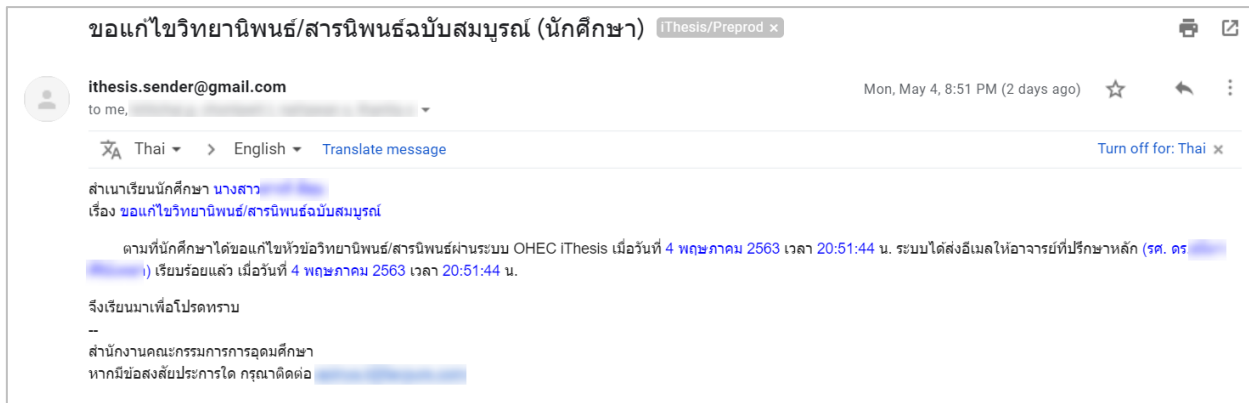 ขอแก้ไขวิทยานิพนธ์/สารนิพนธ์ฉบับสมบูรณ์ (นักศึกษา) iThesis/Preprod ×
ithesis.sender@gmail.com
Mon, May 4, 8:51 PM (2 days ago)
to me,
Thai > English Translate message
Turn off for: Thai ×
สำเนาเรียนนักศึกษา นางสาว
เรื่อง ขอแก้ไขวิทยานิพนธ์/สารนิพนธ์ฉบับสมบูรณ์
ตามที่นักศึกษาได้ขอแก้ไขหัวข้อวิทยานิพนธ์/สารนิพนธ์ผ่านระบบ OHEC iThesis เมื่อวันที่ 4 พฤษภาคม 2563 เวลา 20:51:44 น. ระบบได้ส่งอีเมลให้อาจารย์ที่ปรึกษาหลัก (รศ. ดร
) เรียบร้อยแล้ว เมื่อวันที่ 4 พฤษภาคม 2563 เวลา 20:51:44 น.
จึงเรียนมาเพื่อโปรดทราบ
--
สำนักงานคณะกรรมการการอุดมศึกษา
หากมีข้อสงสัยประการใด กรุณาติดต่อ